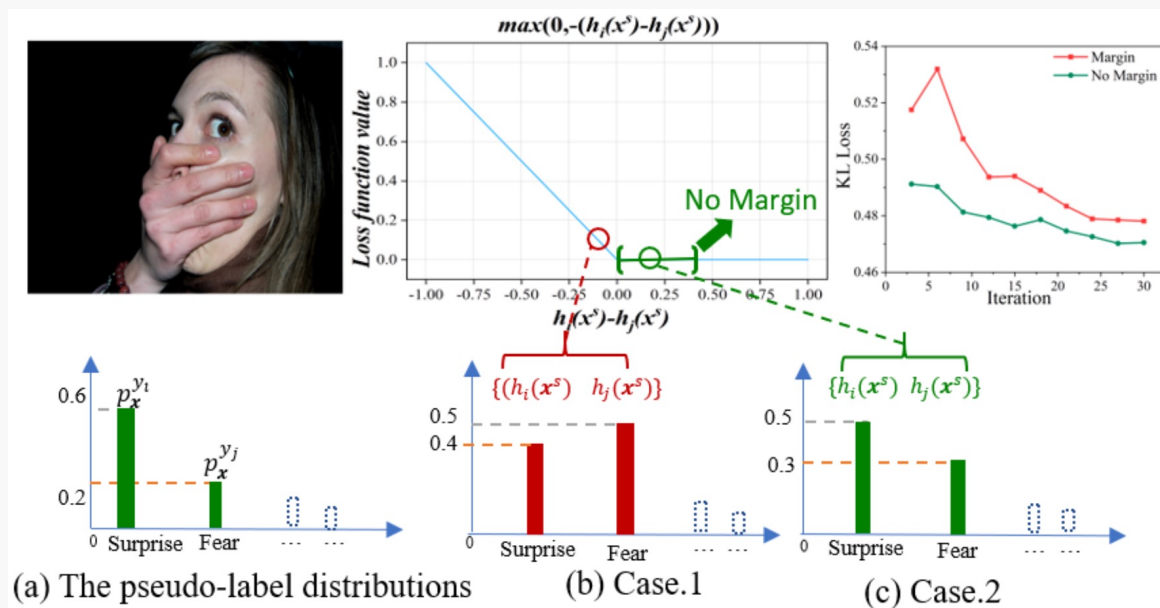 max(0,-(h_i(x^s)-h_j(x^s)))
Loss function value
1.0
0.8
0.6
0.4
0.2
0.0
-1.00 -0.75 -0.50 -0.25 0.00 0.25 0.50 0.75 1.00
h_i(x^s)-h_j(x^s)
No Margin
KL Loss
0.54
0.52
0.50
0.48
0.46
0 5 10 15 20 25 30
Iteration
Margin
No Margin
0.6
0.2
0
p_x^{y_i}
p_x^{y_j}
Surprise Fear ... ...
(a) The pseudo-label distributions
{(h_i(x^s) h_j(x^s)}
0.5
0.4
0
Surprise Fear ... ...
(b) Case.1
{h_i(x^s) h_j(x^s)}
0.5
0.3
0
Surprise Fear ... ...
(c) Case.2